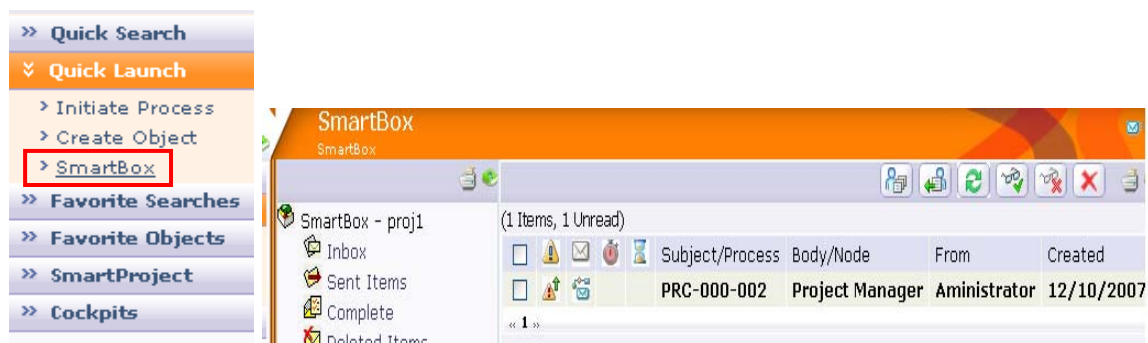 Quick Search
Quick Launch
Initiate Process
Create Object
SmartBox
Favorite Searches
Favorite Objects
SmartProject
Cockpits
SmartBox
SmartBox
SmartBox - proj1
Inbox
Sent Items
Complete
Deleted Items
(1 Items, 1 Unread)
Subject/Process Body/Node From Created
PRC-000-002 Project Manager Aministrator 12/10/2007
« 1 »